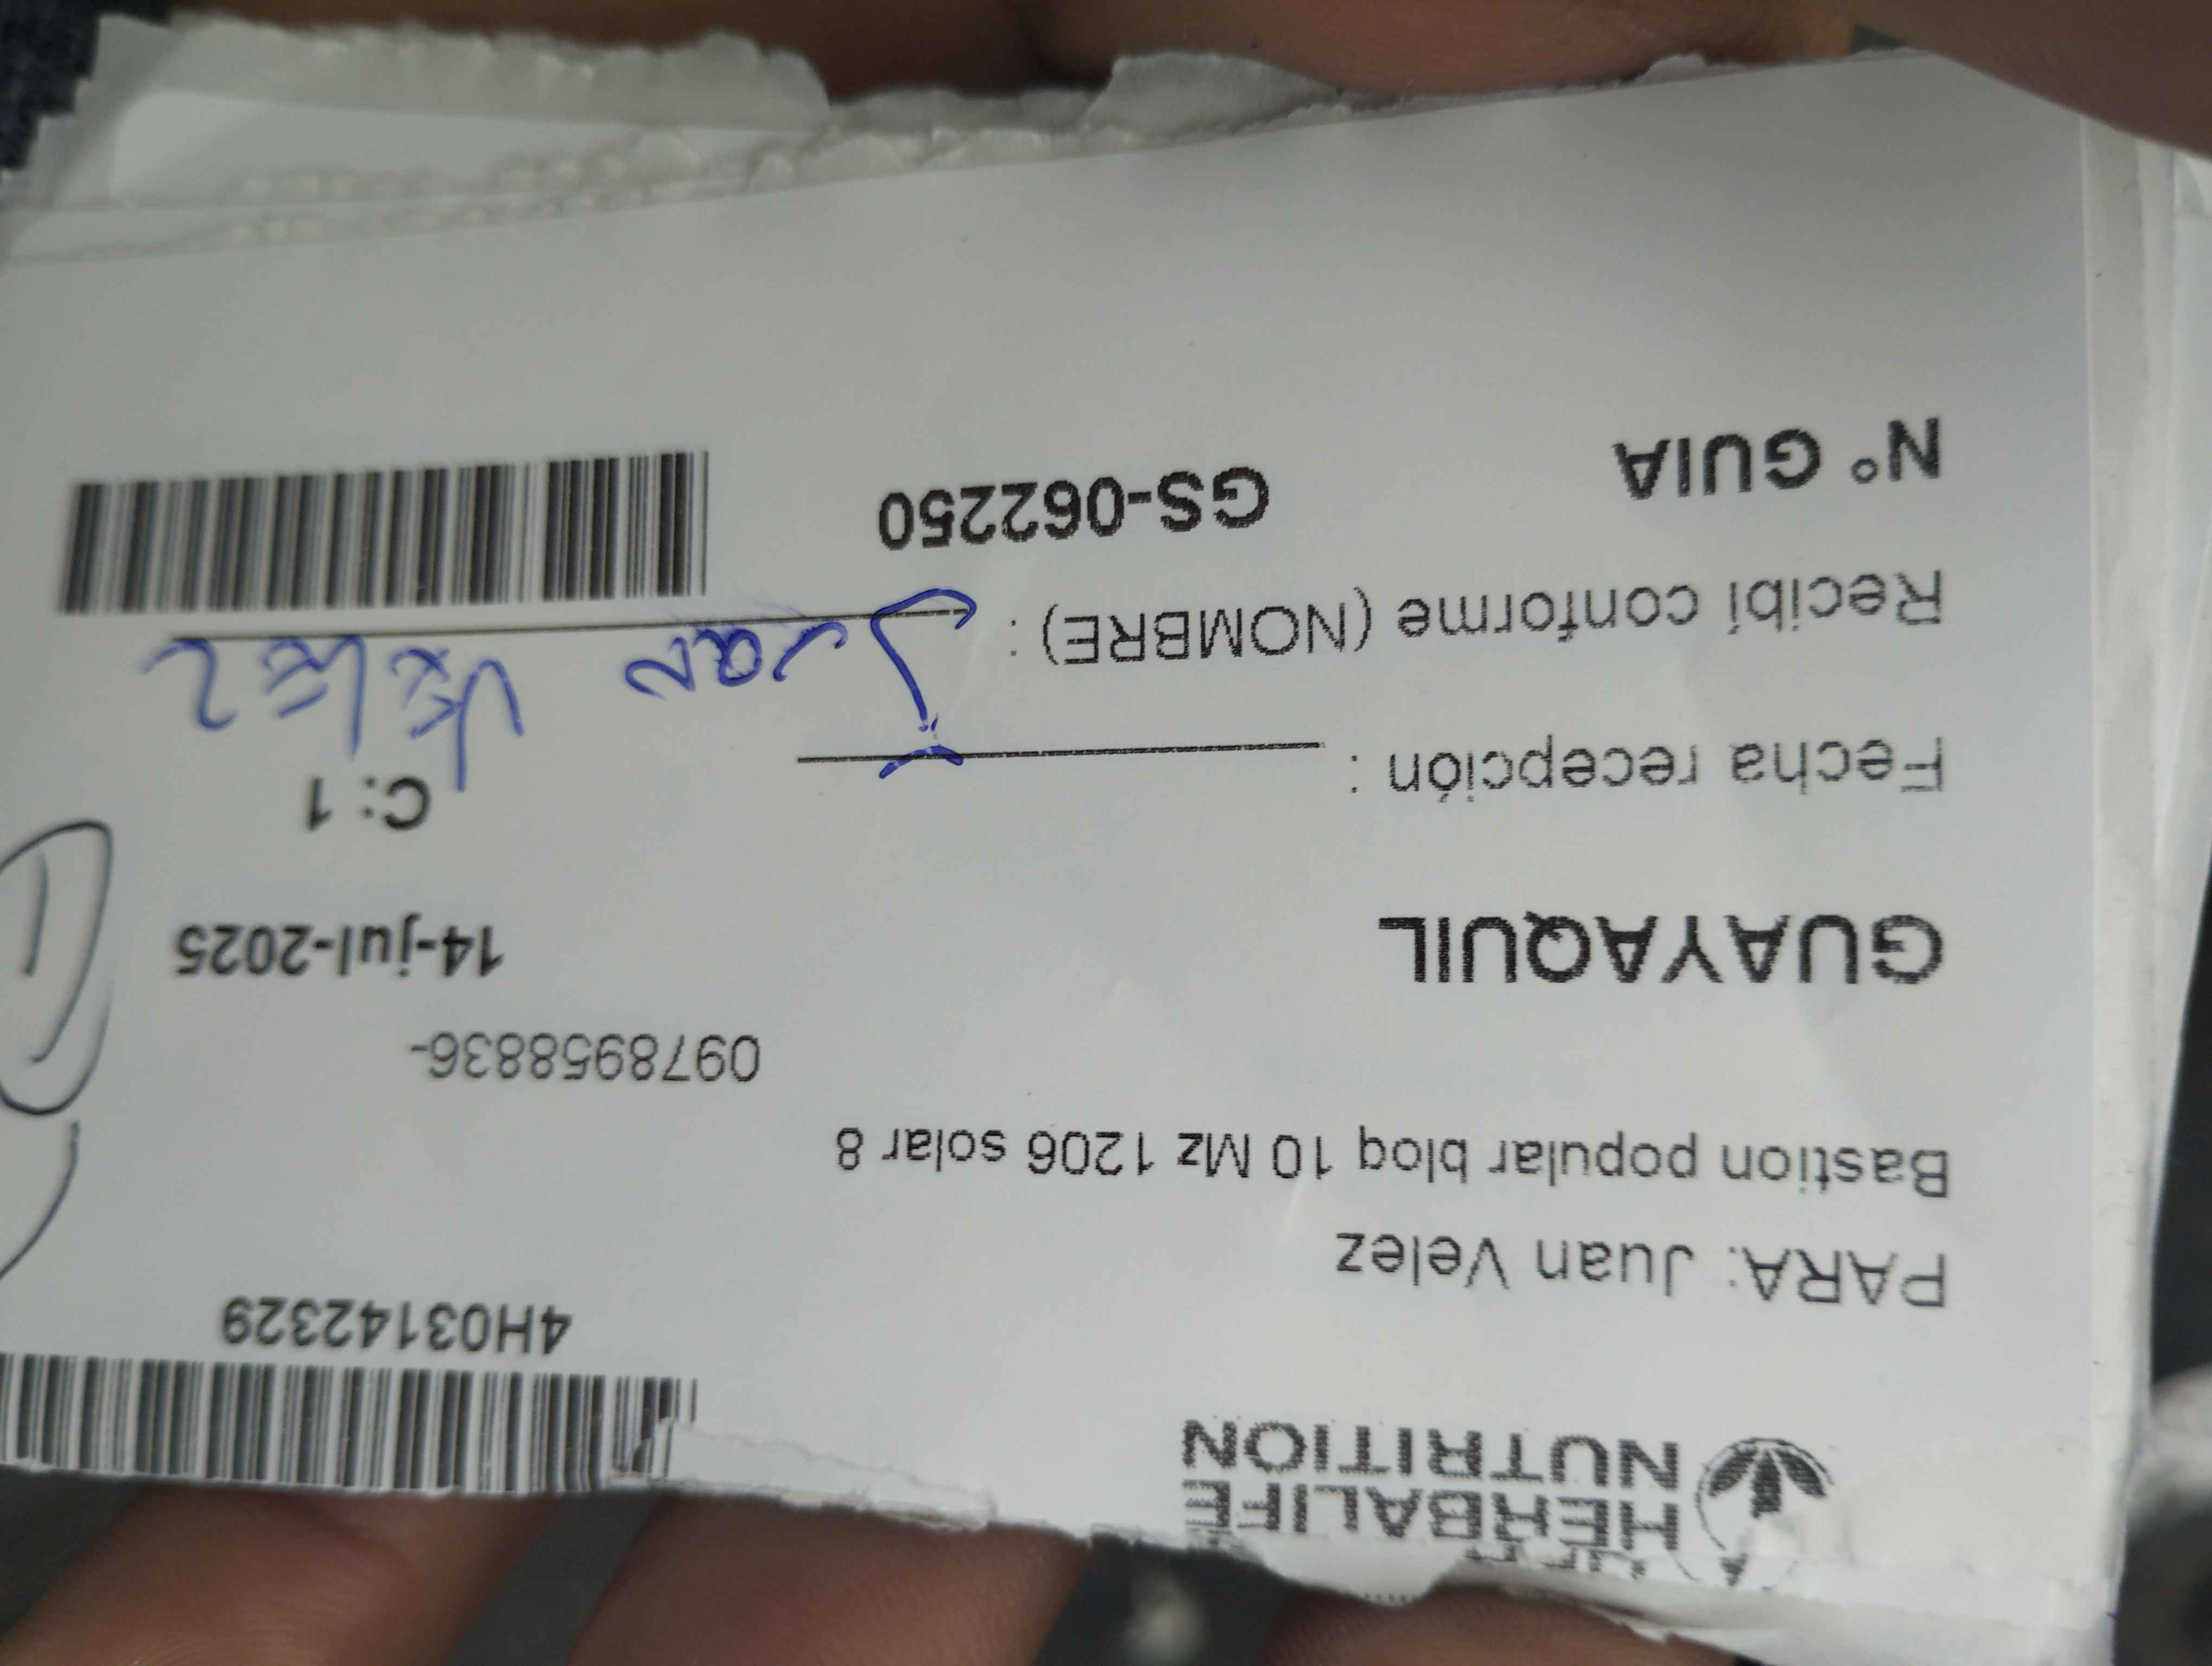 HERBALIFE
NUTRITION
4H03142329
PARA: Juan Velez
Bastion popular bloq 10 Mz 1206 solar 8
0978958836-
GUAYAQUIL 14-jul-2025
C: 1
Fecha recepción :
Recibí conforme (NOMBRE) : Juan Velez
N° GUIA GS-062250